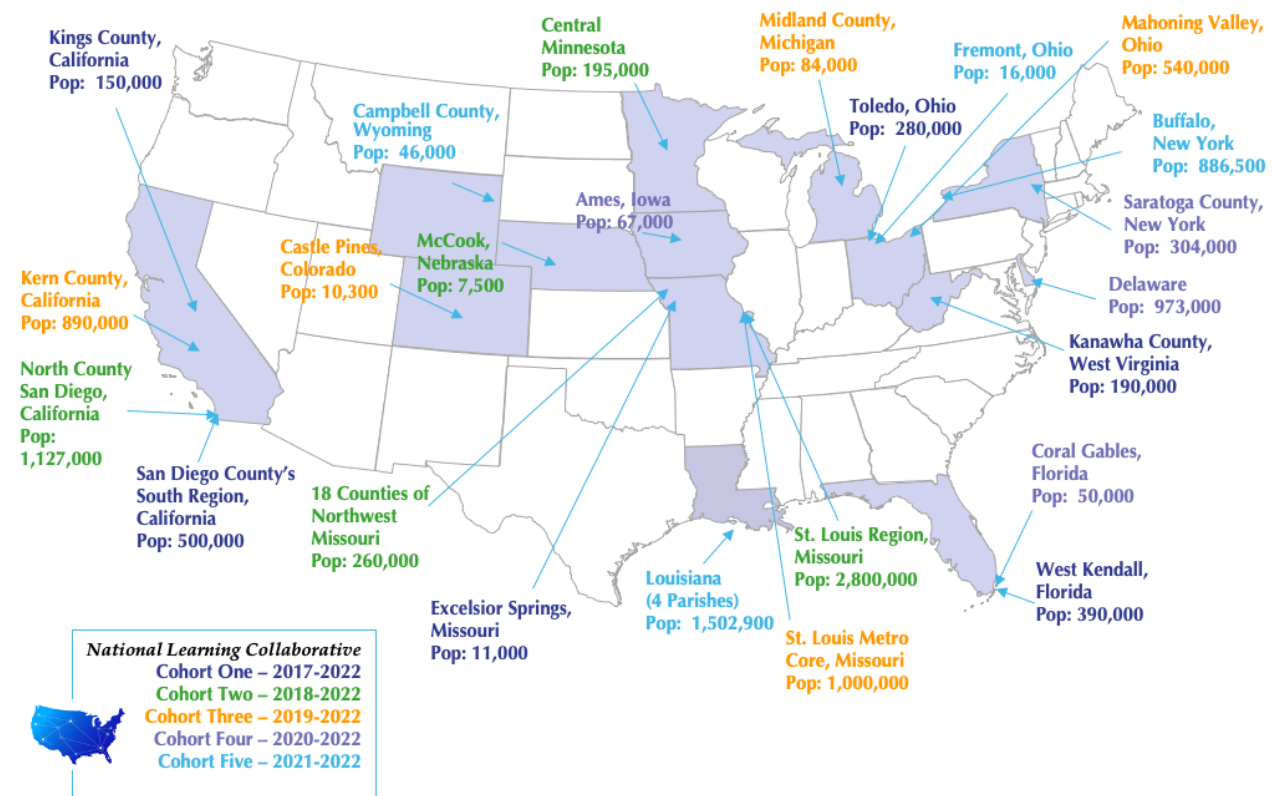 Kings County,
California
Pop: 150,000
Central
Minnesota
Pop: 195,000
Midland County,
Michigan
Pop: 84,000
Fremont, Ohio
Pop: 16,000
Mahoning Valley,
Ohio
Pop: 540,000
Campbell County,
Wyoming
Pop: 46,000
Toledo, Ohio
Pop: 280,000
Buffalo,
New York
Pop: 886,500
Ames, Iowa
Pop: 67,000
Saratoga County,
New York
Pop: 304,000
Castle Pines,
Colorado
Pop: 10,300
McCook,
Nebraska
Pop: 7,500
Kern County,
California
Pop: 890,000
Delaware
Pop: 973,000
Kanawha County,
West Virginia
Pop: 190,000
North County
San Diego,
California
Pop:
1,127,000
San Diego County's
South Region,
California
Pop: 500,000
18 Counties of
Northwest
Missouri
Pop: 260,000
Coral Gables,
Florida
Pop: 50,000
St. Louis Region,
Missouri
Pop: 2,800,000
West Kendall,
Florida
Pop: 390,000
Louisiana
(4 Parishes)
Pop: 1,502,900
Excelsior Springs,
Missouri
Pop: 11,000
St. Louis Metro
Core, Missouri
Pop: 1,000,000
National Learning Collaborative
Cohort One – 2017-2022
Cohort Two – 2018-2022
Cohort Three – 2019-2022
Cohort Four – 2020-2022
Cohort Five – 2021-2022